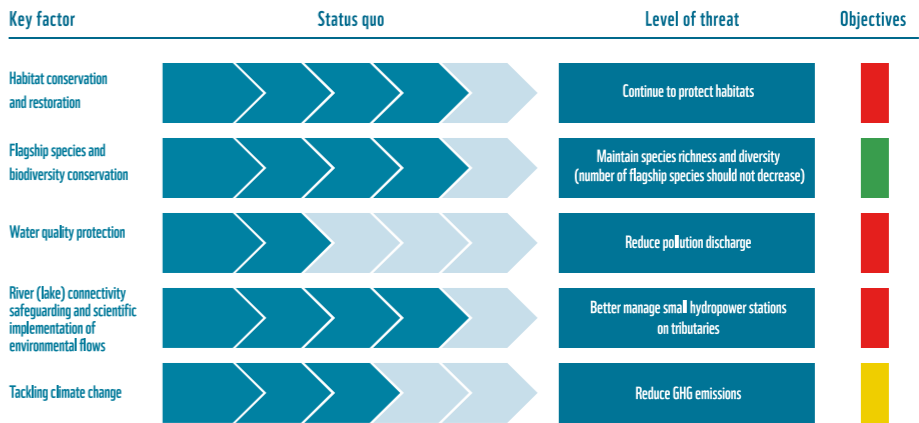 Key factor
Status quo
Level of threat
Objectives
Habitat conservation
and restoration
Continue to protect habitats
Flagship species and
biodiversity conservation
Maintain species richness and diversity
(number of flagship species should not decrease)
Water quality protection
Reduce pollution discharge
River (lake) connectivity
safeguarding and scientific
implementation of
environmental flows
Better manage small hydropower stations
on tributaries
Tackling climate change
Reduce GHG emissions